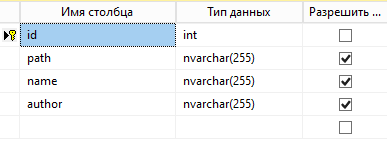 Имя столбца Тип данных Разрешить ...
id int
path nvarchar(255)
name nvarchar(255)
author nvarchar(255)